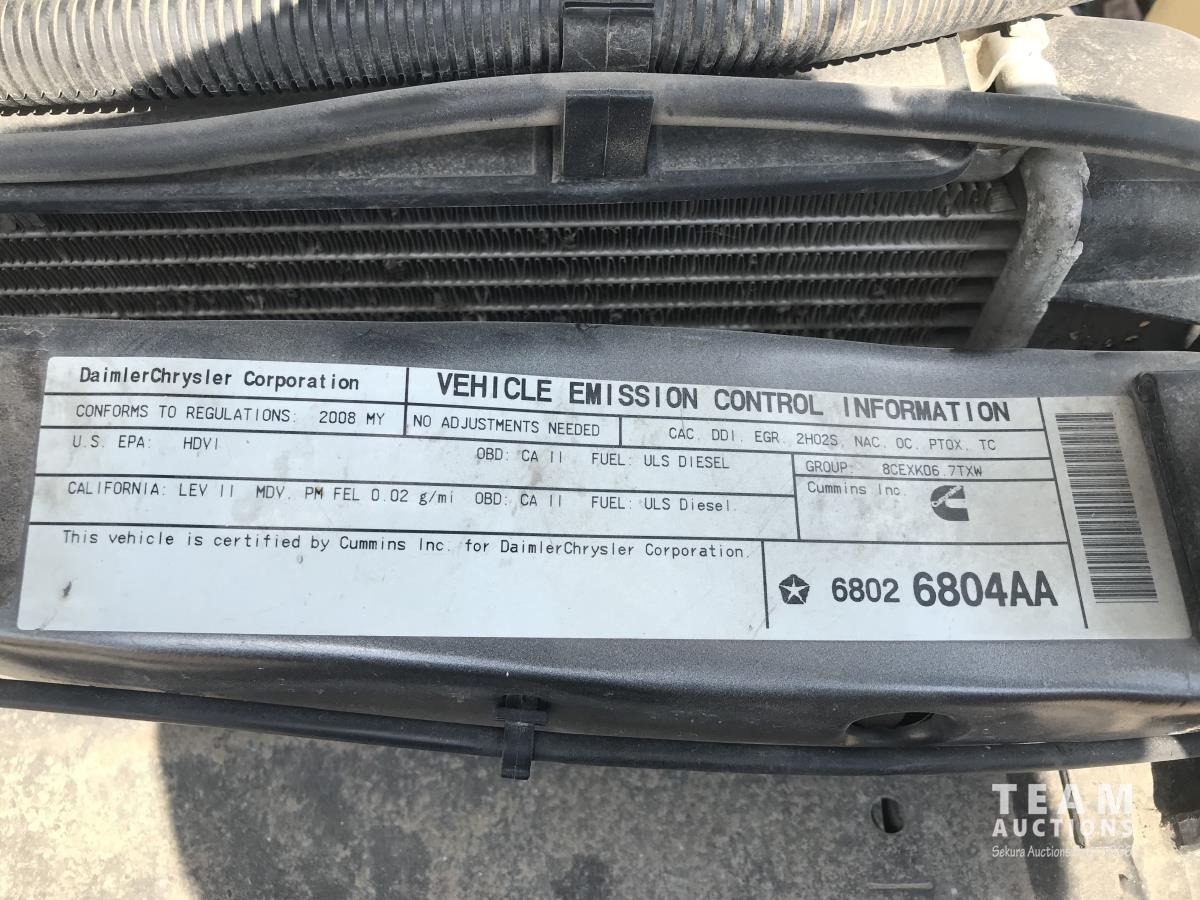 DaimlerChrysler Corporation
VEHICLE EMISSION CONTROL INFORMATION
CONFORMS TO REGULATIONS: 2008 MY
NO ADJUSTMENTS NEEDED
CAC, DDI, EGR, 2HO2S, NAC, OC, PTOX, TC
U.S. EPA: HDVI OBD: CA II FUEL: ULS DIESEL
GROUP: 8CEXK06.7TXW
CALIFORNIA: LEV II MDV, PM FEL 0.02 g/mi OBD: CA II FUEL: ULS Diesel.
Cummins Inc.
This vehicle is certified by Cummins Inc. for DaimlerChrysler Corporation.
6802 6804AA
TEAM
AUCTIONS
Sekura Auctions